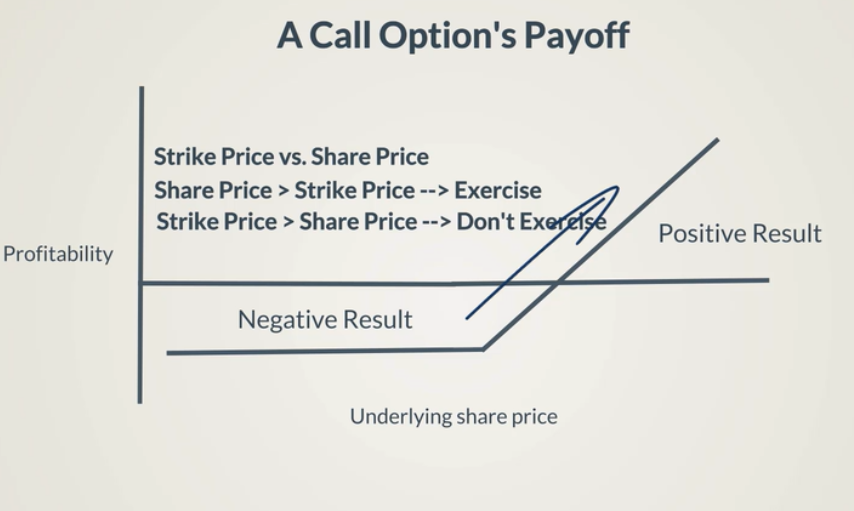 A Call Option's Payoff
Strike Price vs. Share Price
Share Price > Strike Price --> Exercise
Strike Price > Share Price --> Don't Exercise
Profitability
Positive Result
Negative Result
Underlying share price